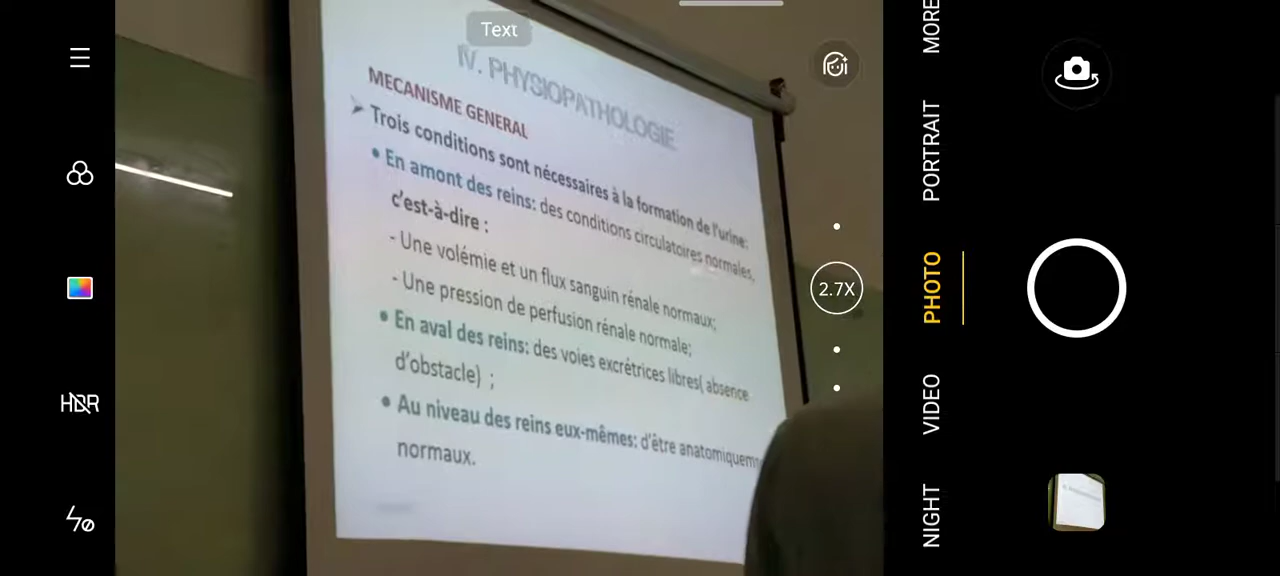 Text
IV. PHYSIOPATHOLOGIE
MECANISME GENERAL
➢ Trois conditions sont nécessaires à la formation de l'urine:
• En amont des reins: des conditions circulatoires normales,
c'est-à-dire :
- Une volémie et un flux sanguin rénale normaux;
- Une pression de perfusion rénale normale;
• En aval des reins: des voies excrétrices libres( absence
d'obstacle) ;
• Au niveau des reins eux-mêmes: d'être anatomiquem
normaux.
HDR
2.7X
MORE
PORTRAIT
PHOTO
VIDEO
NIGHT